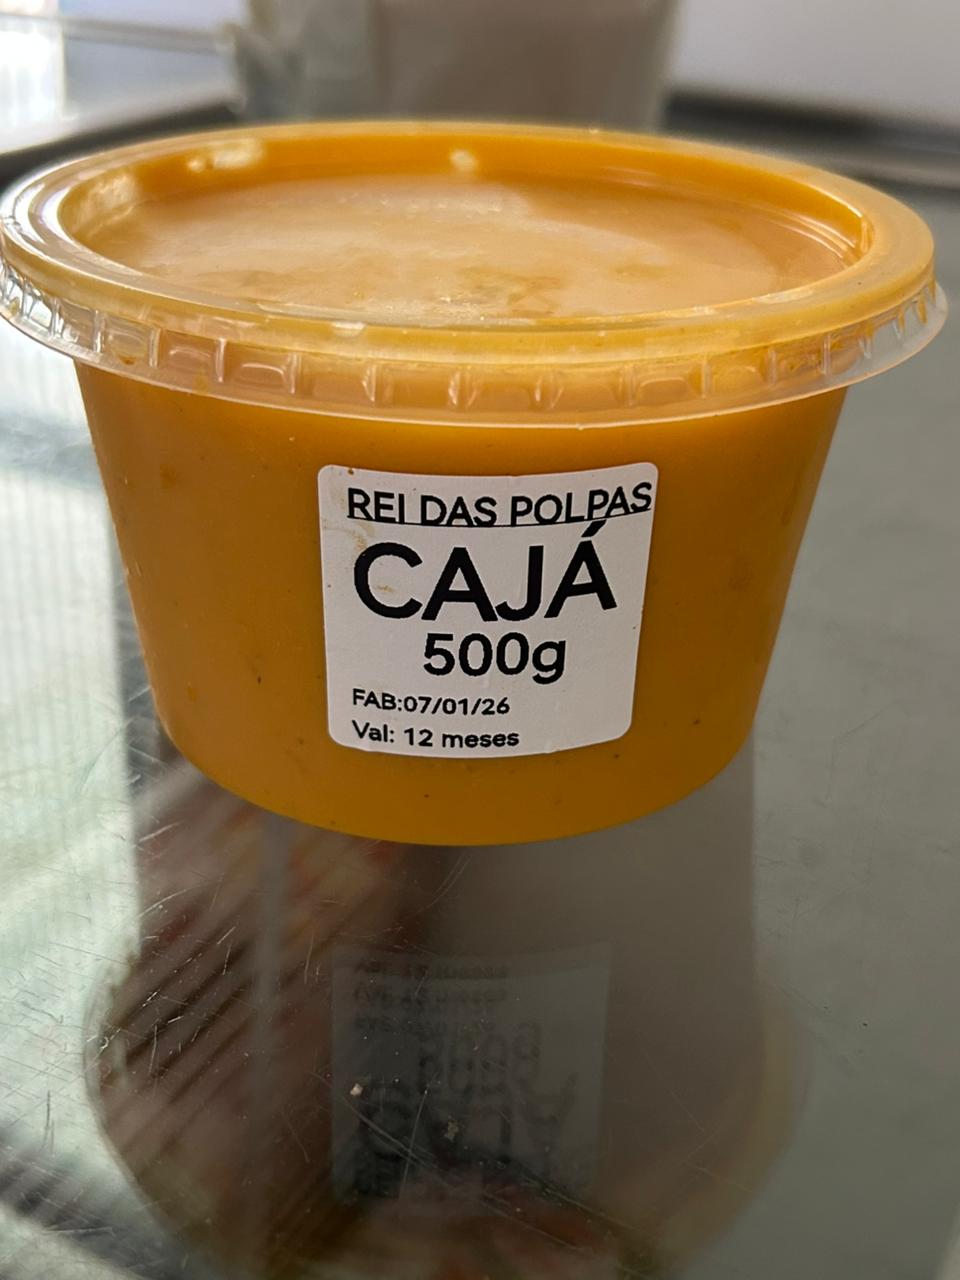 REI DAS POLPAS
CAJÁ
500g
FAB:07/01/26
Val: 12 meses